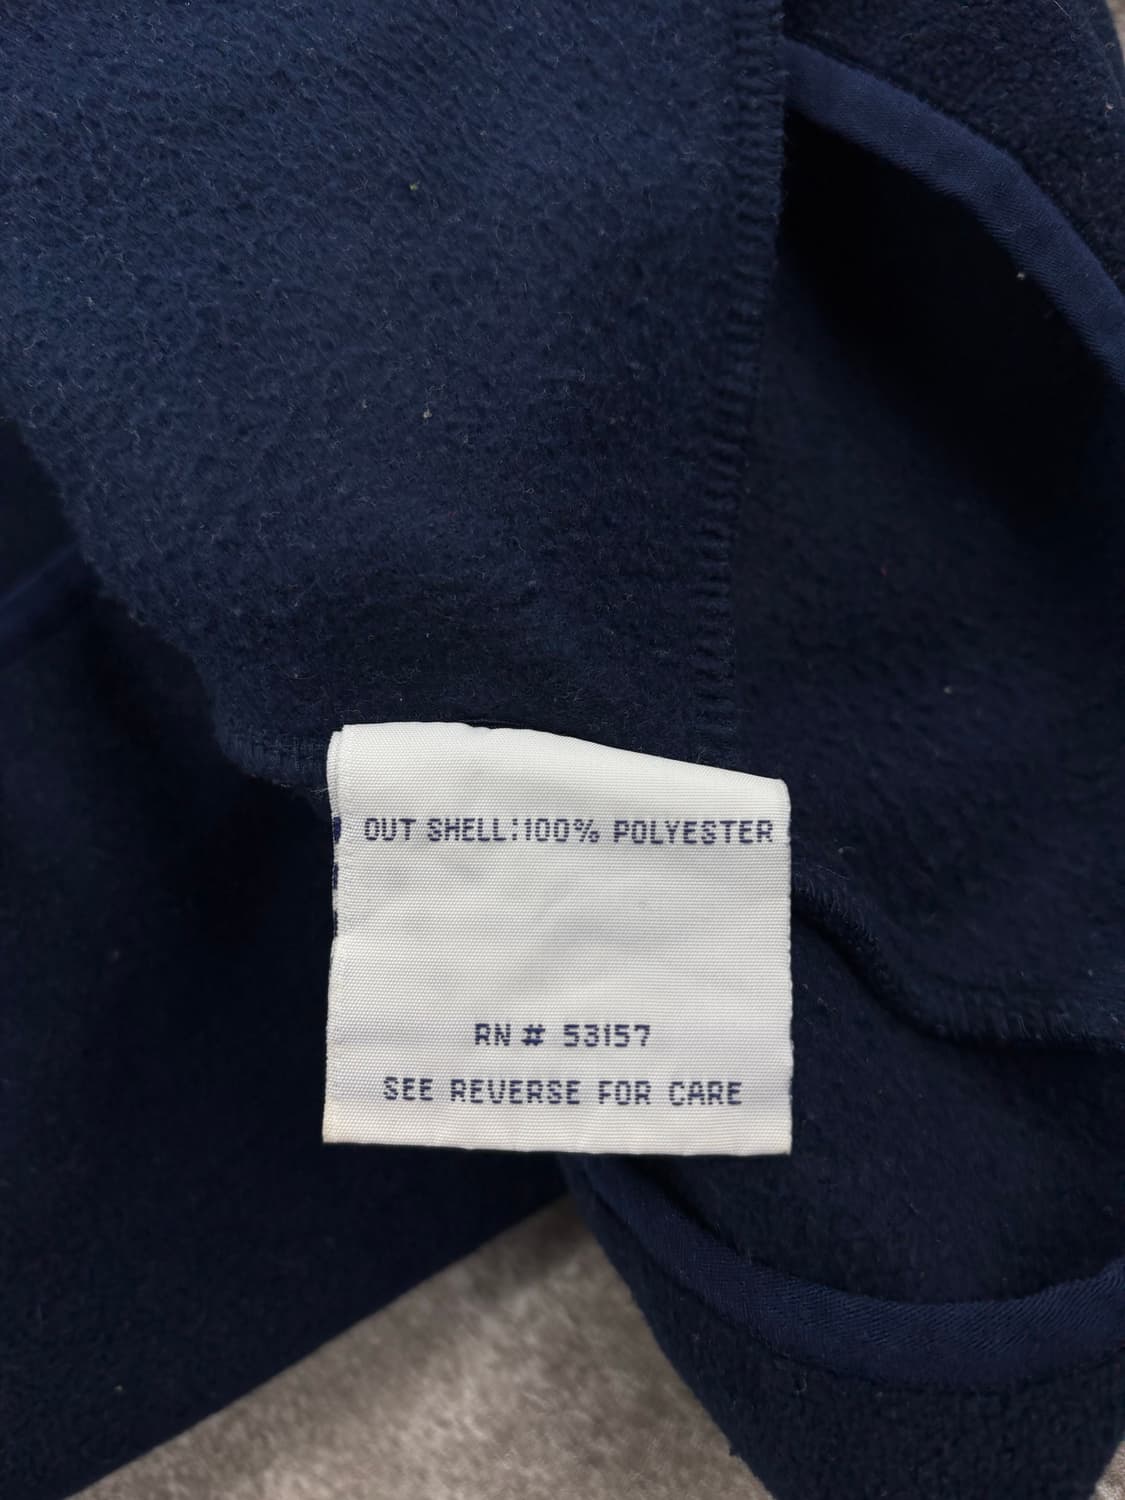 OUT SHELL:100% POLYESTER
RN # 53157
SEE REVERSE FOR CARE